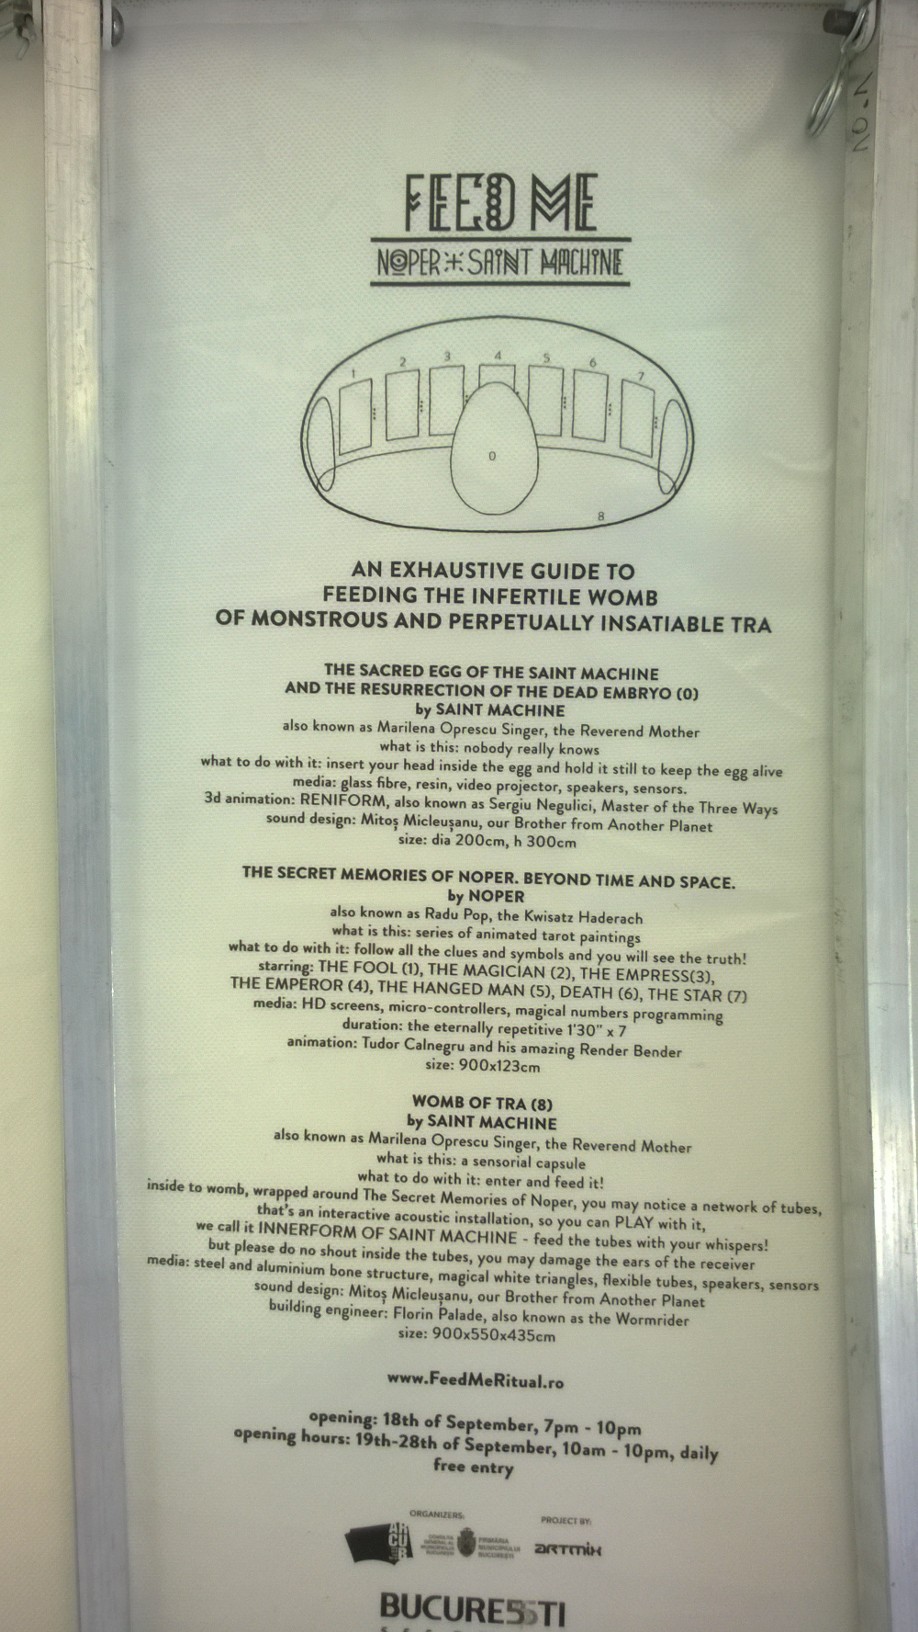 FEED ME
NOPER SAINT MACHINE
1 2 3 4 5 6 7
0
8
AN EXHAUSTIVE GUIDE TO
FEEDING THE INFERTILE WOMB
OF MONSTROUS AND PERPETUALLY INSATIABLE TRA
THE SACRED EGG OF THE SAINT MACHINE
AND THE RESURRECTION OF THE DEAD EMBRYO (0)
by SAINT MACHINE
also known as Marilena Oprescu Singer, the Reverend Mother
what is this: nobody really knows
what to do with it: insert your head inside the egg and hold it still to keep the egg alive
media: glass fibre, resin, video projector, speakers, sensors.
3d animation: RENIFORM, also known as Sergiu Negulici, Master of the Three Ways
sound design: Mitoș Micleușanu, our Brother from Another Planet
size: dia 200cm, h 300cm
THE SECRET MEMORIES OF NOPER. BEYOND TIME AND SPACE.
by NOPER
also known as Radu Pop, the Kwisatz Haderach
what is this: series of animated tarot paintings
what to do with it: follow all the clues and symbols and you will see the truth!
starring: THE FOOL (1), THE MAGICIAN (2), THE EMPRESS(3),
THE EMPEROR (4), THE HANGED MAN (5), DEATH (6), THE STAR (7)
media: HD screens, micro-controllers, magical numbers programming
duration: the eternally repetitive 1'30" x 7
animation: Tudor Calnegru and his amazing Render Bender
size: 900x123cm
WOMB OF TRA (8)
by SAINT MACHINE
also known as Marilena Oprescu Singer, the Reverend Mother
what is this: a sensorial capsule
what to do with it: enter and feed it!
inside to womb, wrapped around The Secret Memories of Noper, you may notice a network of tubes,
that's an interactive acoustic installation, so you can PLAY with it,
we call it INNERFORM OF SAINT MACHINE - feed the tubes with your whispers!
but please do no shout inside the tubes, you may damage the ears of the receiver
media: steel and aluminium bone structure, magical white triangles, flexible tubes, speakers, sensors
sound design: Mitoș Micleușanu, our Brother from Another Planet
building engineer: Florin Palade, also known as the Wormrider
size: 900x550x435cm
www.FeedMeRitual.ro
opening: 18th of September, 7pm - 10pm
opening hours: 19th-28th of September, 10am - 10pm, daily
free entry
ORGANIZERS:
PROJECT BY:
ARCUB
PRIMĂRIA
MUNICIPIULUI
BUCUREȘTI
artmix